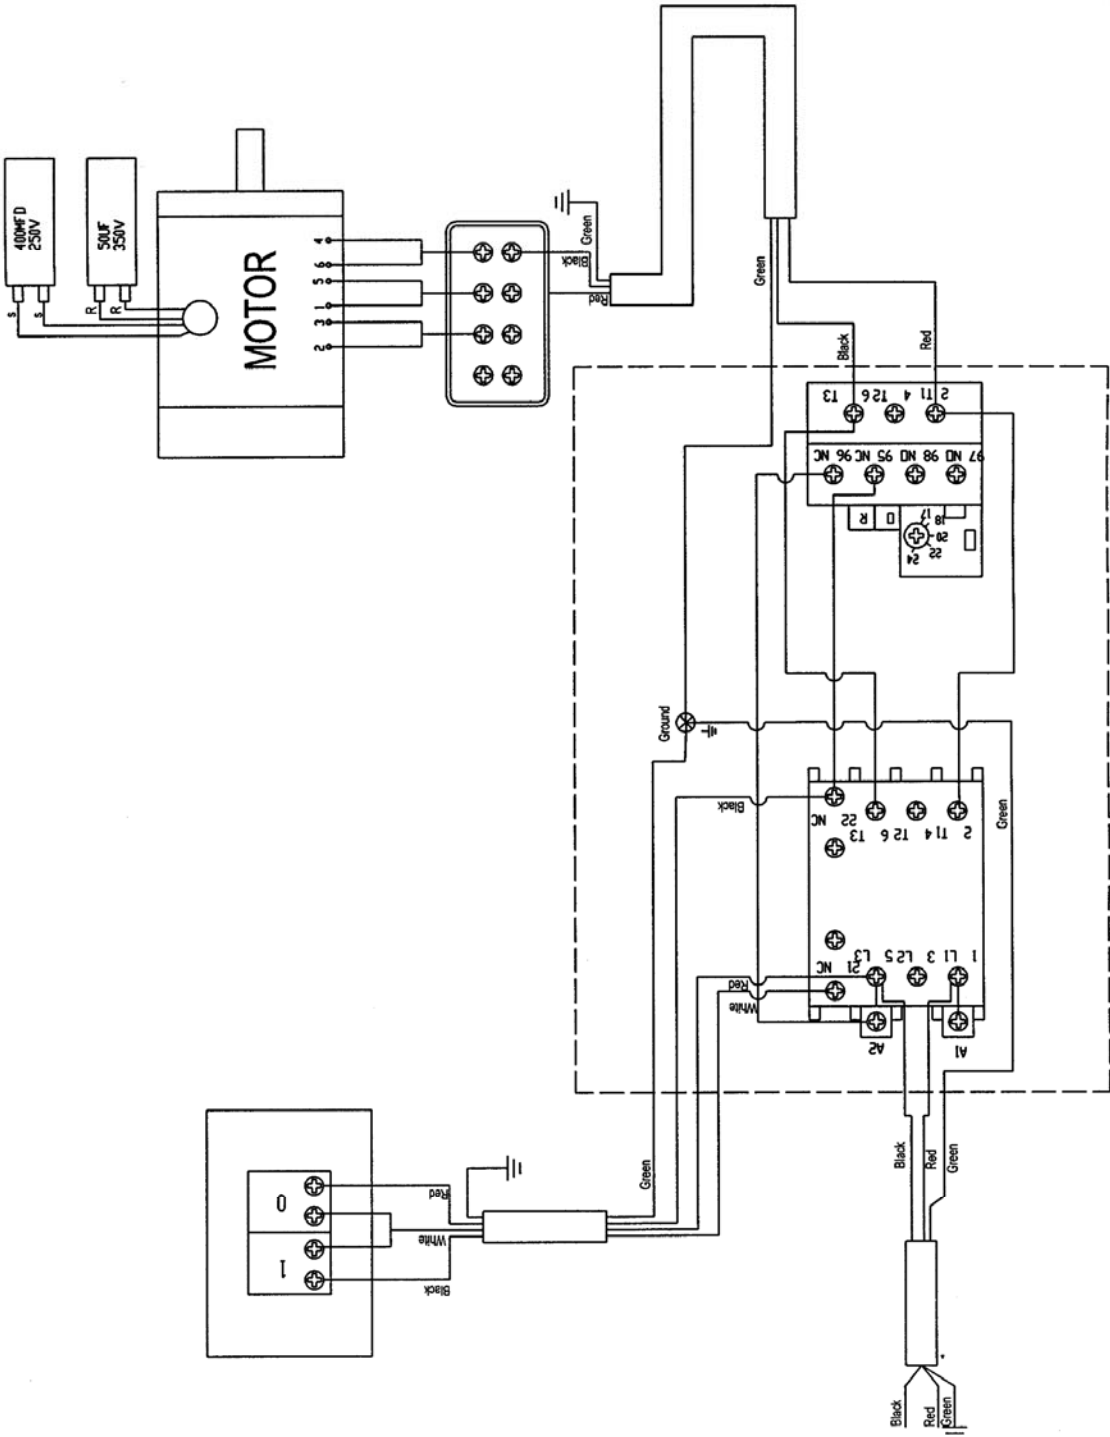 400MFD
250V
50UF
350V
S
S
R
R
MOTOR
4
6
5
1
3
2
Green
Black
Red
Green
Black
Red
2 T1 4 T2 6 T3
97 NO 98 NO 95 NC 96 NC
R
0
17
18
20
22
24
Ground
Black
NC 22
2 T1 4 T2 6 T3
Green
1 L1 3 L2 5 L3
21 NC
Red
White
A2
A1
0
1
Red
White
Black
Green
Black
Red
Green
Black
Red
Green